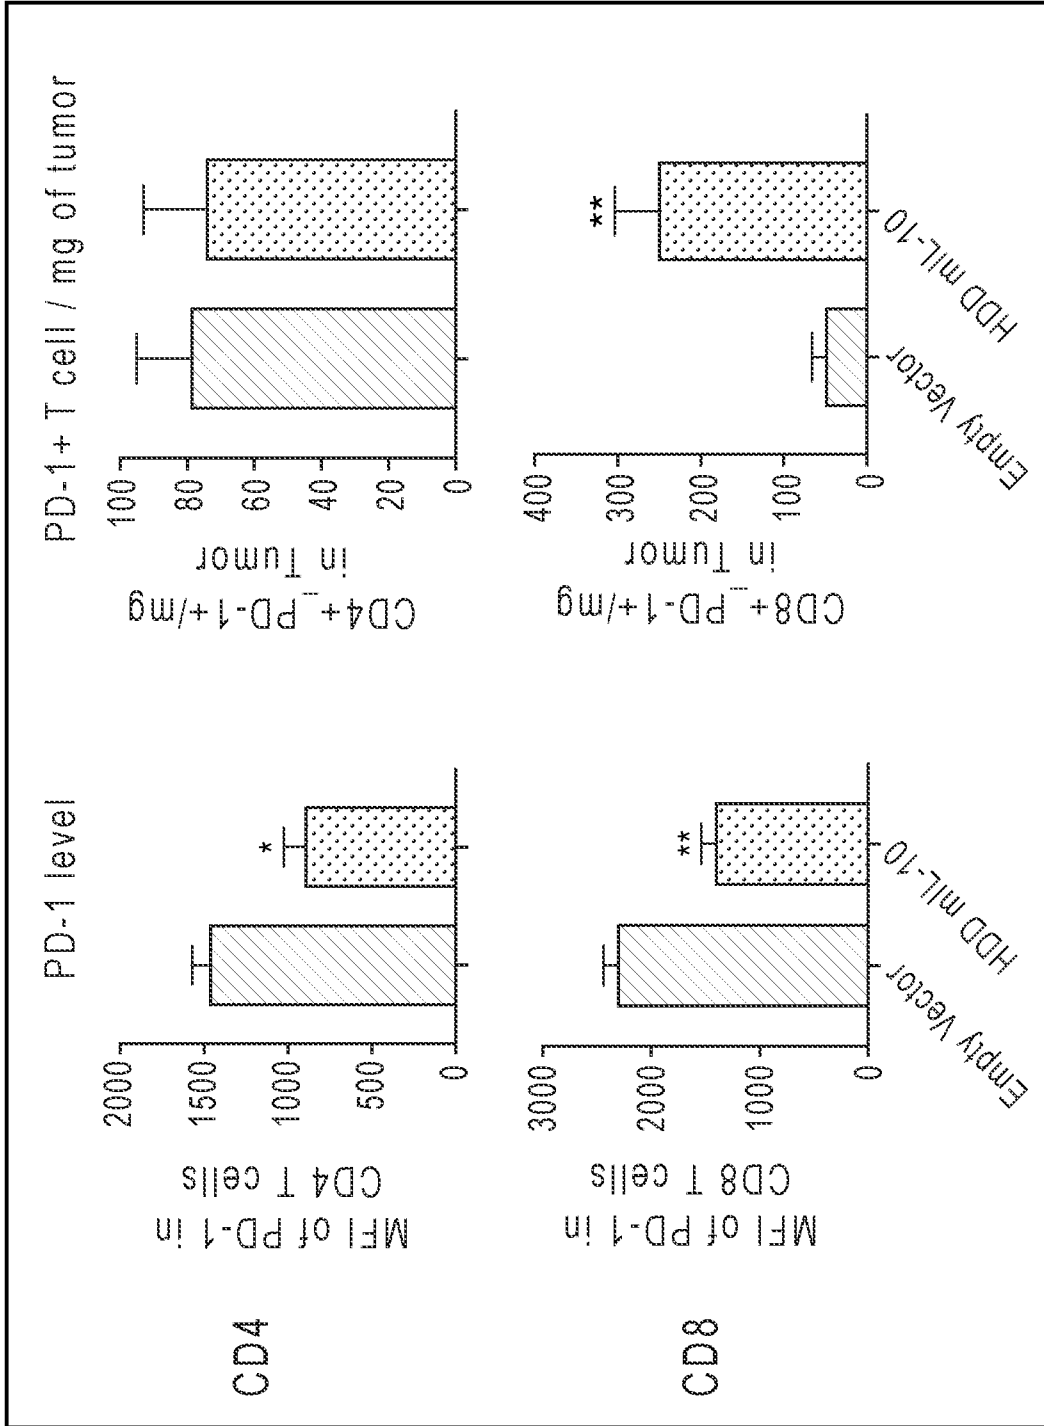 PD-1 level
PD-1+ T cell / mg of tumor
CD4
MFI of PD-1 in
CD4 T cells
2000
1500
1000
500
0
*
CD4+_PD-1+/mg
in Tumor
100
80
60
40
20
0
CD8
MFI of PD-1 in
CD8 T cells
3000
2000
1000
0
**
Empty Vector
HDD mIL-10
CD8+_PD-1+/mg
in Tumor
400
300
200
100
0
**
Empty Vector
HDD mIL-10